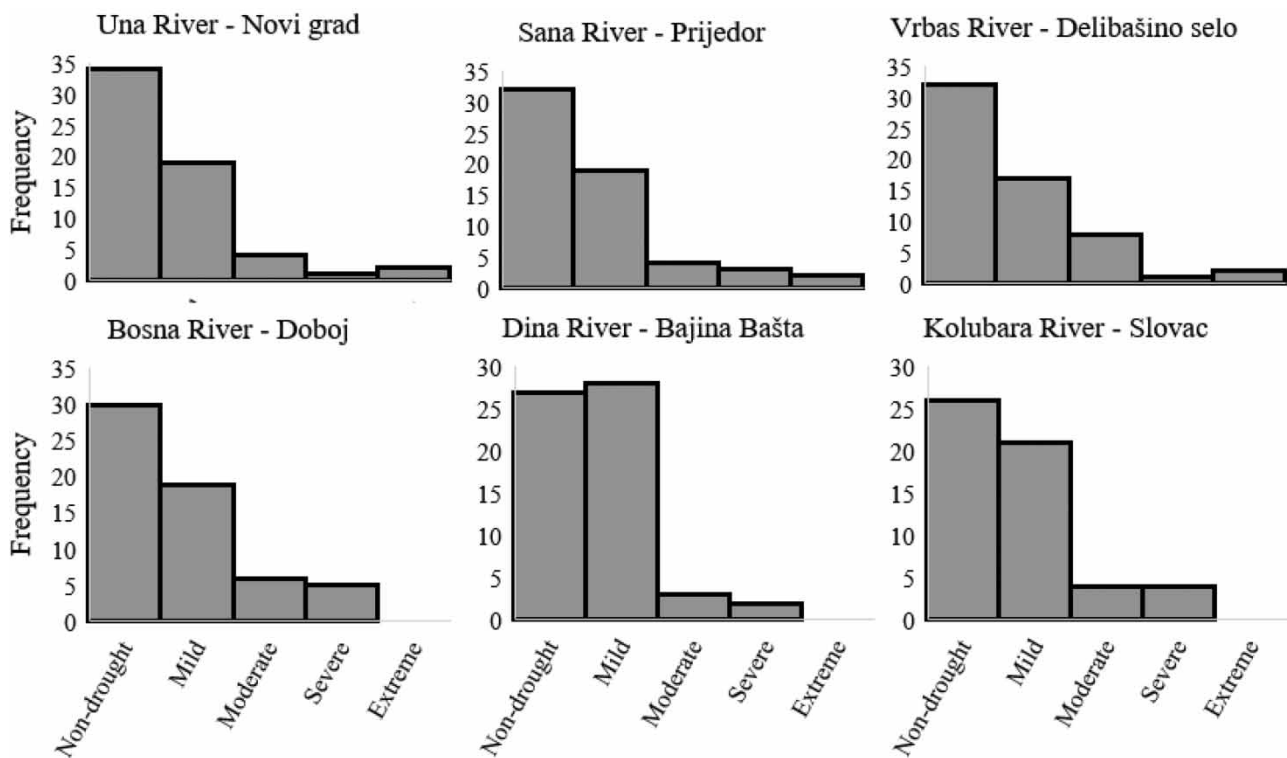 Una River - Novi grad
Sana River - Prijedor
Vrbas River - Delibašino selo
Frequency
35
30
25
20
15
10
5
0
35
30
25
20
15
10
5
0
35
30
25
20
15
10
5
0
Bosna River - Doboj
Dina River - Bajina Bašta
Kolubara River - Slovac
Frequency
35
30
25
20
15
10
5
0
30
25
20
15
10
5
0
30
25
20
15
10
5
0
Non-drought
Mild
Moderate
Severe
Extreme
Non-drought
Mild
Moderate
Severe
Extreme
Non-drought
Mild
Moderate
Severe
Extreme